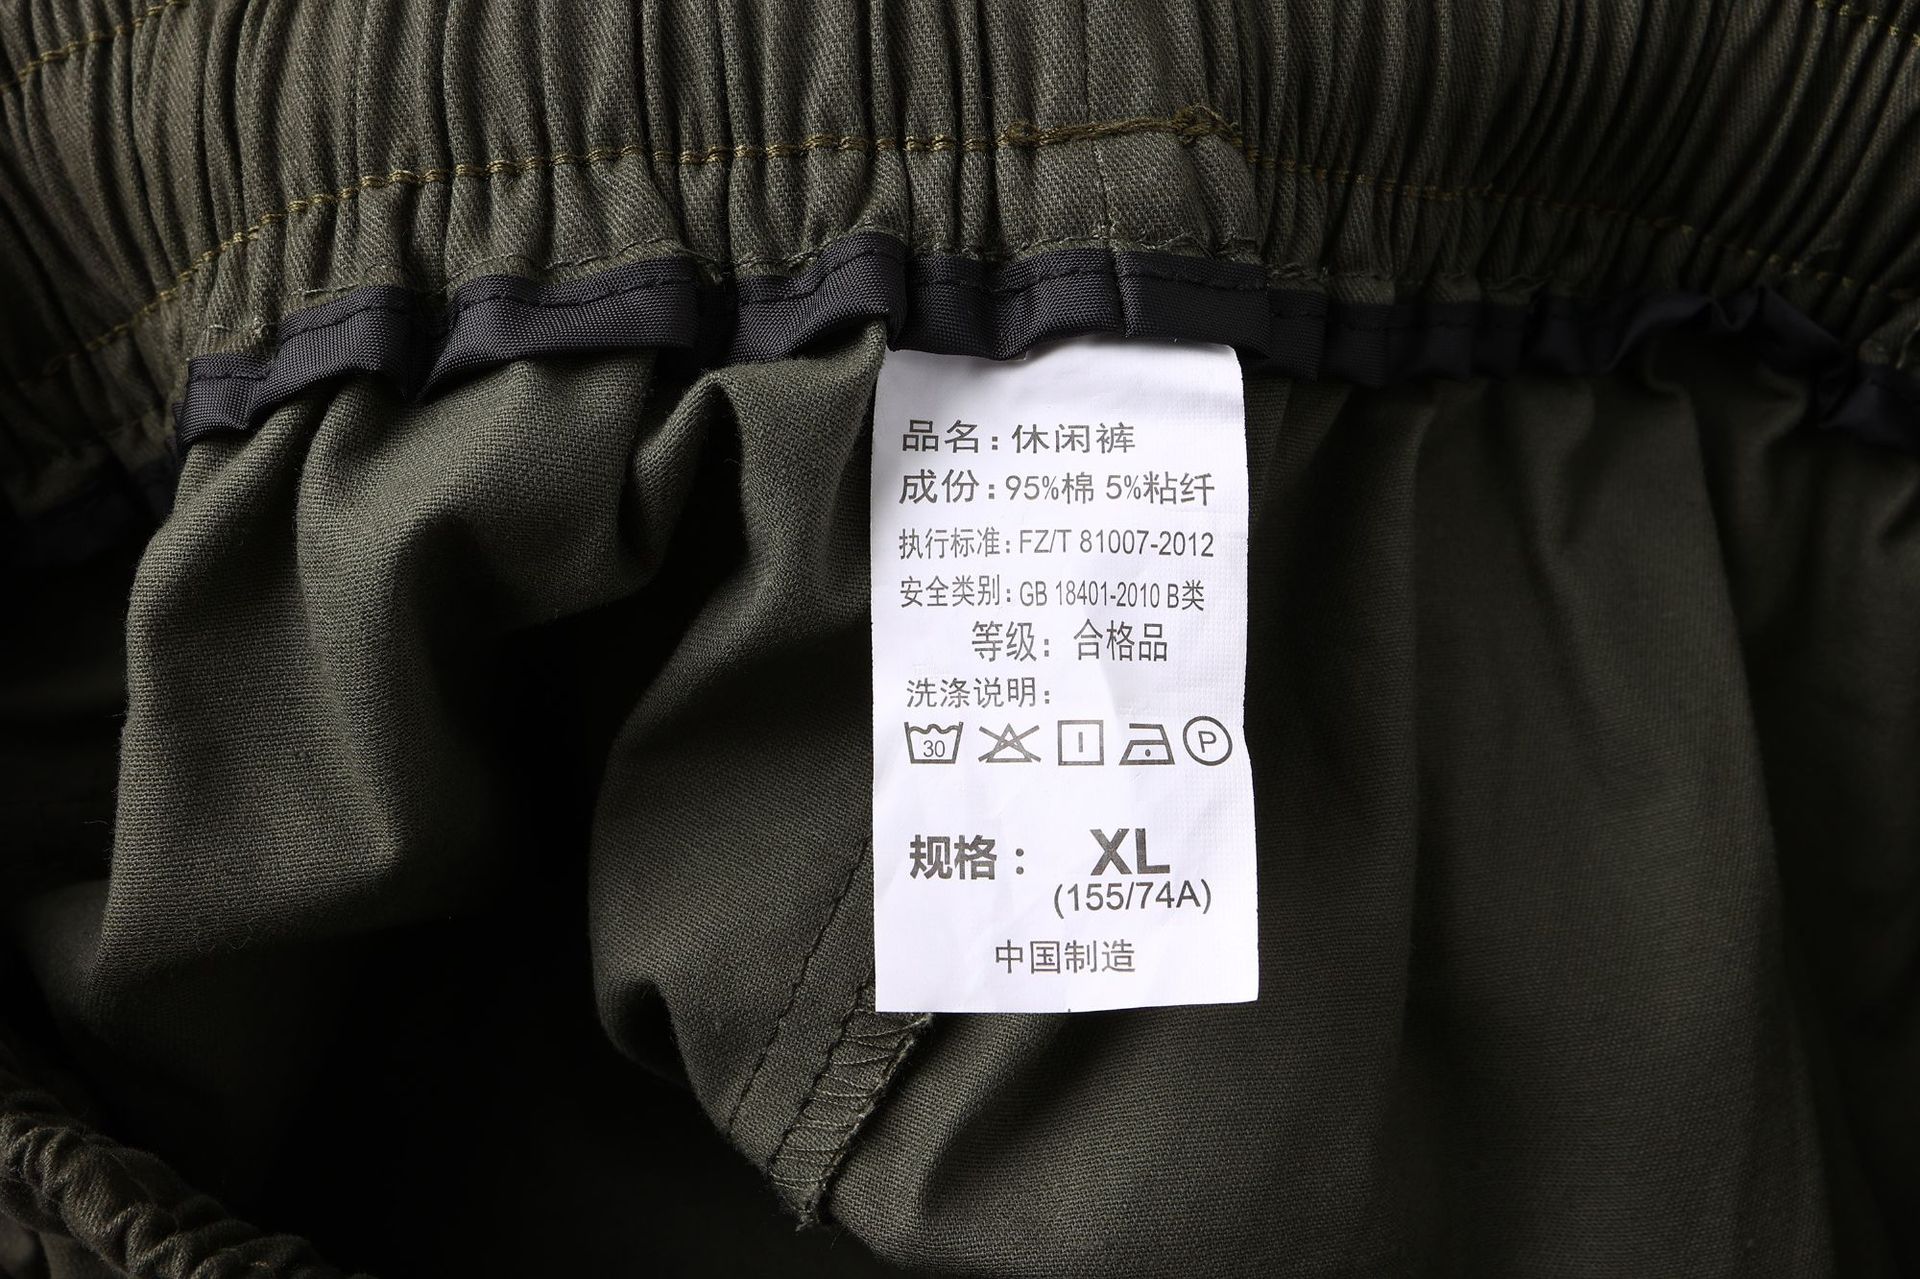 品名：休闲裤
成份：95%棉 5%粘纤
执行标准：FZ/T 81007-2012
安全类别：GB 18401-2010 B类
等级：合格品
洗涤说明：
30 P
规格： XL
(155/74A)
中国制造